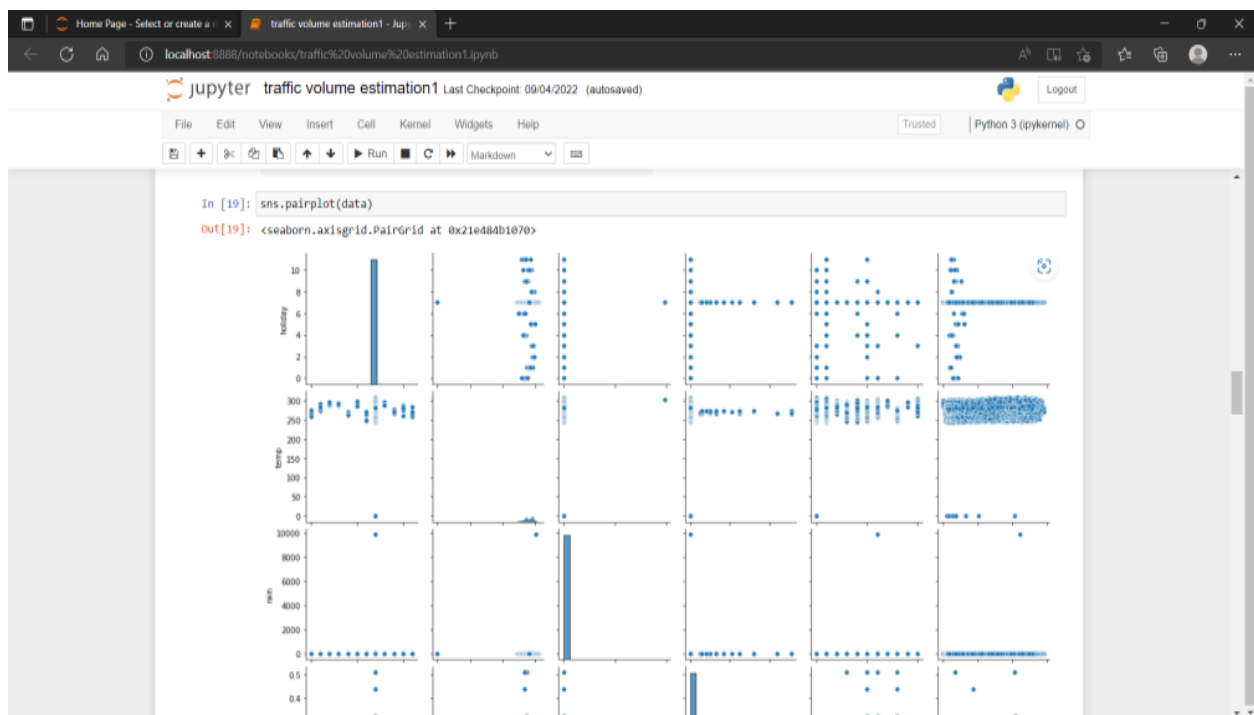 Home Page - Select or create a n
traffic volume estimation1 - Jup
localhost:8888/notebooks/traffic%20volume%20estimation1.ipynb
jupyter traffic volume estimation1 Last Checkpoint: 09/04/2022 (autosaved)
Logout
File Edit View Insert Cell Kernel Widgets Help
Trusted
Python 3 (ipykernel)
Run
Markdown
In [19]: sns.pairplot(data)
Out[19]: <seaborn.axisgrid.PairGrid at 0x21e484b1070>
10
8
holiday
6
4
2
0
300
250
200
temp
150
100
50
0
10000
8000
6000
rain
4000
2000
0
0.5
0.4